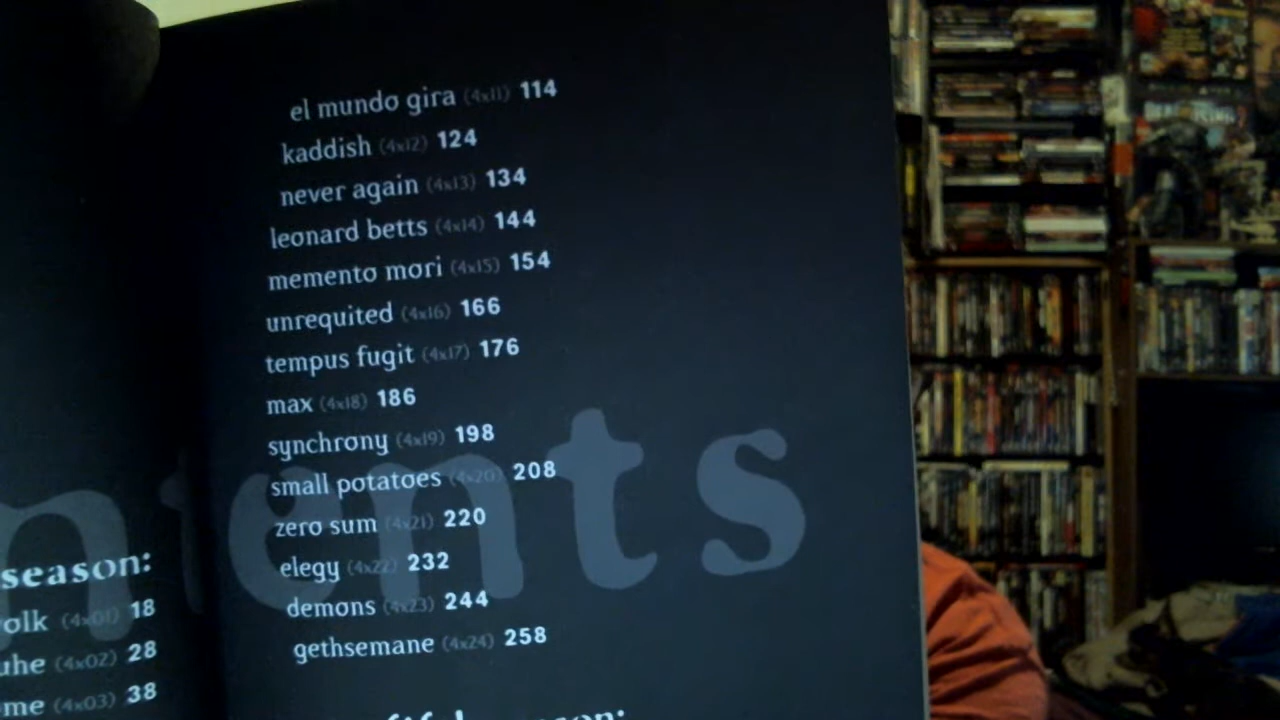 season:
olk (4x01) 18
uhe (4x02) 28
me (4x03) 38
el mundo gira (4x11) 114
kaddish (4x12) 124
never again (4x13) 134
leonard betts (4x14) 144
memento mori (4x15) 154
unrequited (4x16) 166
tempus fugit (4x17) 176
max (4x18) 186
synchrony (4x19) 198
small potatoes (4x20) 208
zero sum (4x21) 220
elegy (4x22) 232
demons (4x23) 244
gethsemane (4x24) 258
ntents